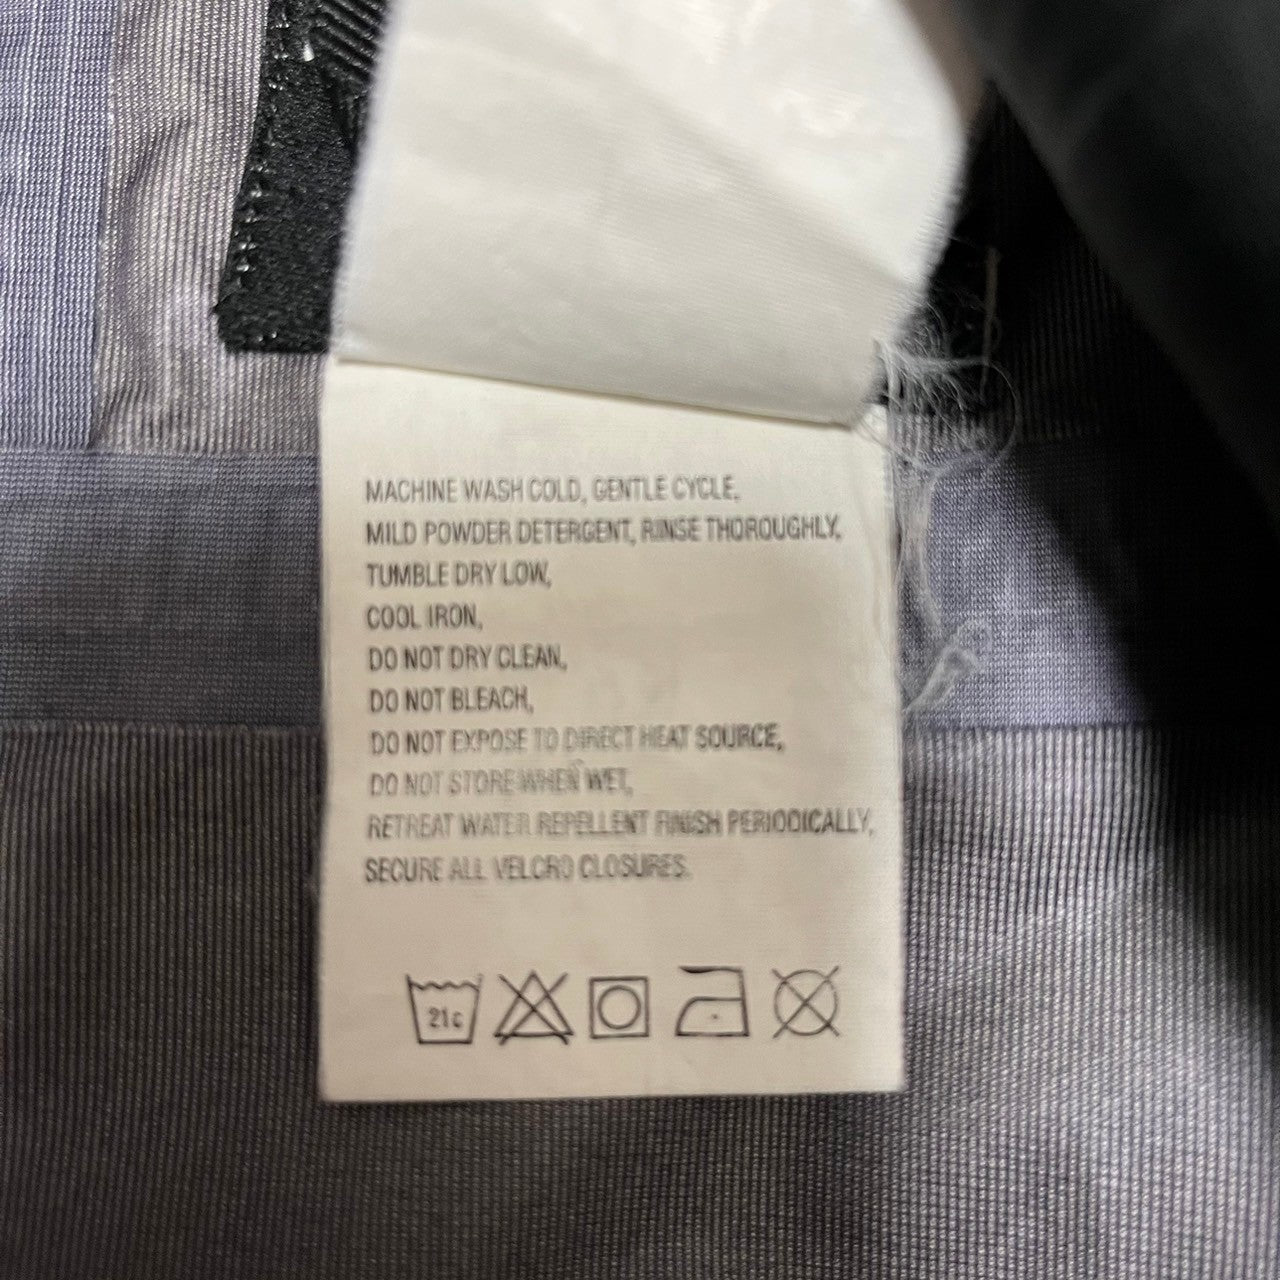 MACHINE WASH COLD, GENTLE CYCLE,
MILD POWDER DETERGENT, RINSE THOROUGHLY,
TUMBLE DRY LOW,
COOL IRON,
DO NOT DRY CLEAN,
DO NOT BLEACH,
DO NOT EXPOSE TO DIRECT HEAT SOURCE,
DO NOT STORE WHEN WET,
RETREAT WATER REPELLENT FINISH PERIODICALLY,
SECURE ALL VELCRO CLOSURES.
21c